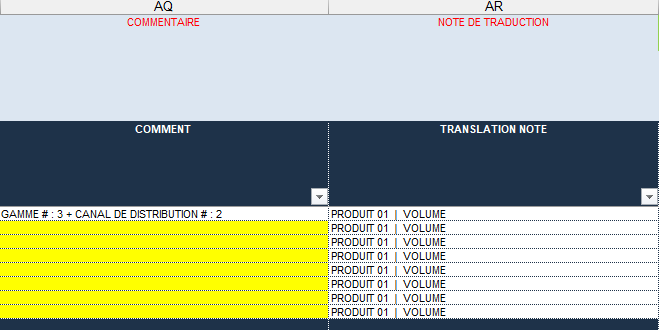 AQ AR
COMMENTAIRE NOTE DE TRADUCTION
COMMENT TRANSLATION NOTE
GAMME # : 3 + CANAL DE DISTRIBUTION # : 2 PRODUIT 01 | VOLUME
PRODUIT 01 | VOLUME
PRODUIT 01 | VOLUME
PRODUIT 01 | VOLUME
PRODUIT 01 | VOLUME
PRODUIT 01 | VOLUME
PRODUIT 01 | VOLUME
PRODUIT 01 | VOLUME